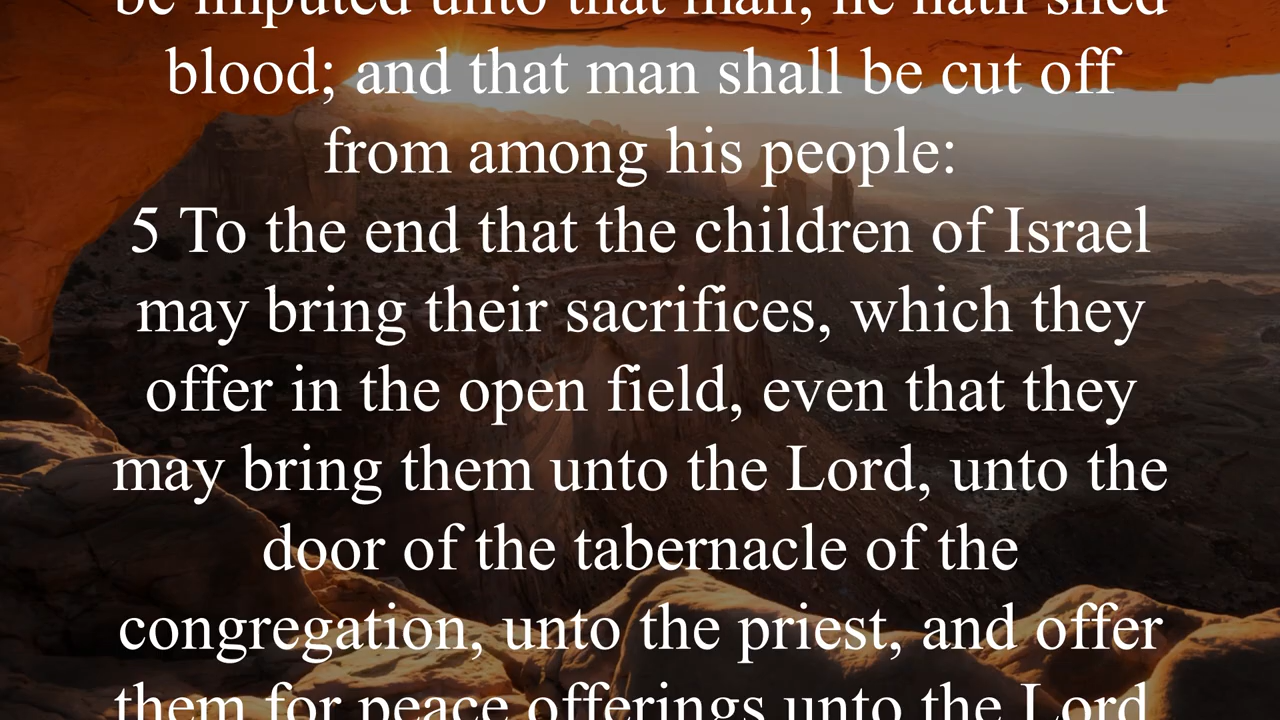 be imputed unto that man; he hath shed
blood; and that man shall be cut off
from among his people:
5 To the end that the children of Israel
may bring their sacrifices, which they
offer in the open field, even that they
may bring them unto the Lord, unto the
door of the tabernacle of the
congregation, unto the priest, and offer
them for peace offerings unto the Lord